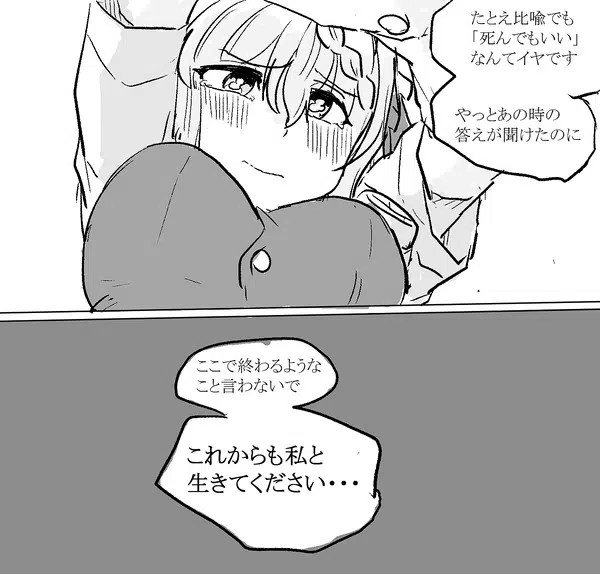 たとえ比喩でも
「死んでもいい」
なんてイヤです
やっとあの時の
答えが聞けたのに
ここで終わるような
こと言わないで
これからも私と
生きてください・・・